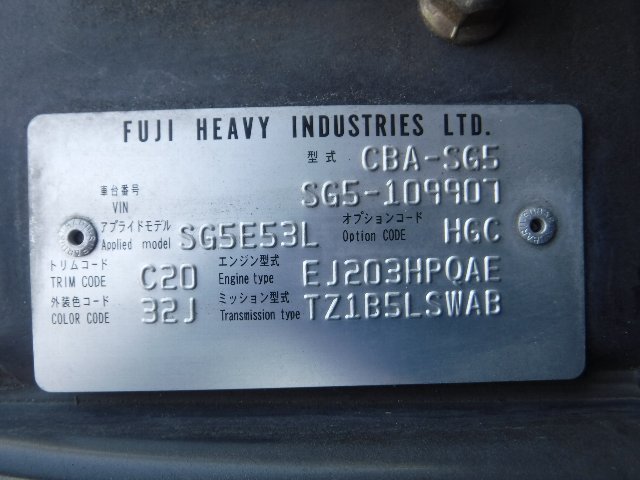 FUJI HEAVY INDUSTRIES LTD.
型式 CBA-SG5
車台番号 VIN SG5-109907
アプライドモデル Applied model SG5E53L オプションコード Option CODE HGC
トリムコード TRIM CODE C20 エンジン型式 Engine type EJ203HPQAE
外装色コード COLOR CODE 32J ミッション型式 Transmission type TZ1B5LSWAB